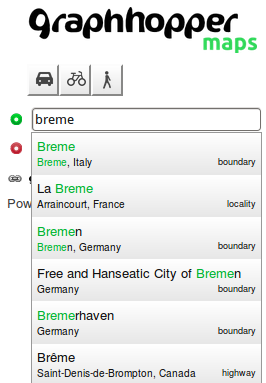 graphhopper
maps
breme
Breme
Breme, Italy boundary
La Breme
Arraincourt, France locality
Bremen
Bremen, Germany boundary
Pow
Free and Hanseatic City of Bremen
Germany boundary
Bremerhaven
Germany boundary
Brême
Saint-Denis-de-Brompton, Canada highway